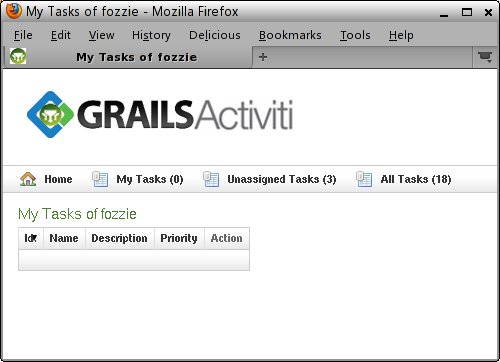 My Tasks of fozzie - Mozilla Firefox
File Edit View History Delicious Bookmarks Tools Help
My Tasks of fozzie
GRAILSActiviti
Home My Tasks (0) Unassigned Tasks (3) All Tasks (18)
My Tasks of fozzie
Id Name Description Priority Action